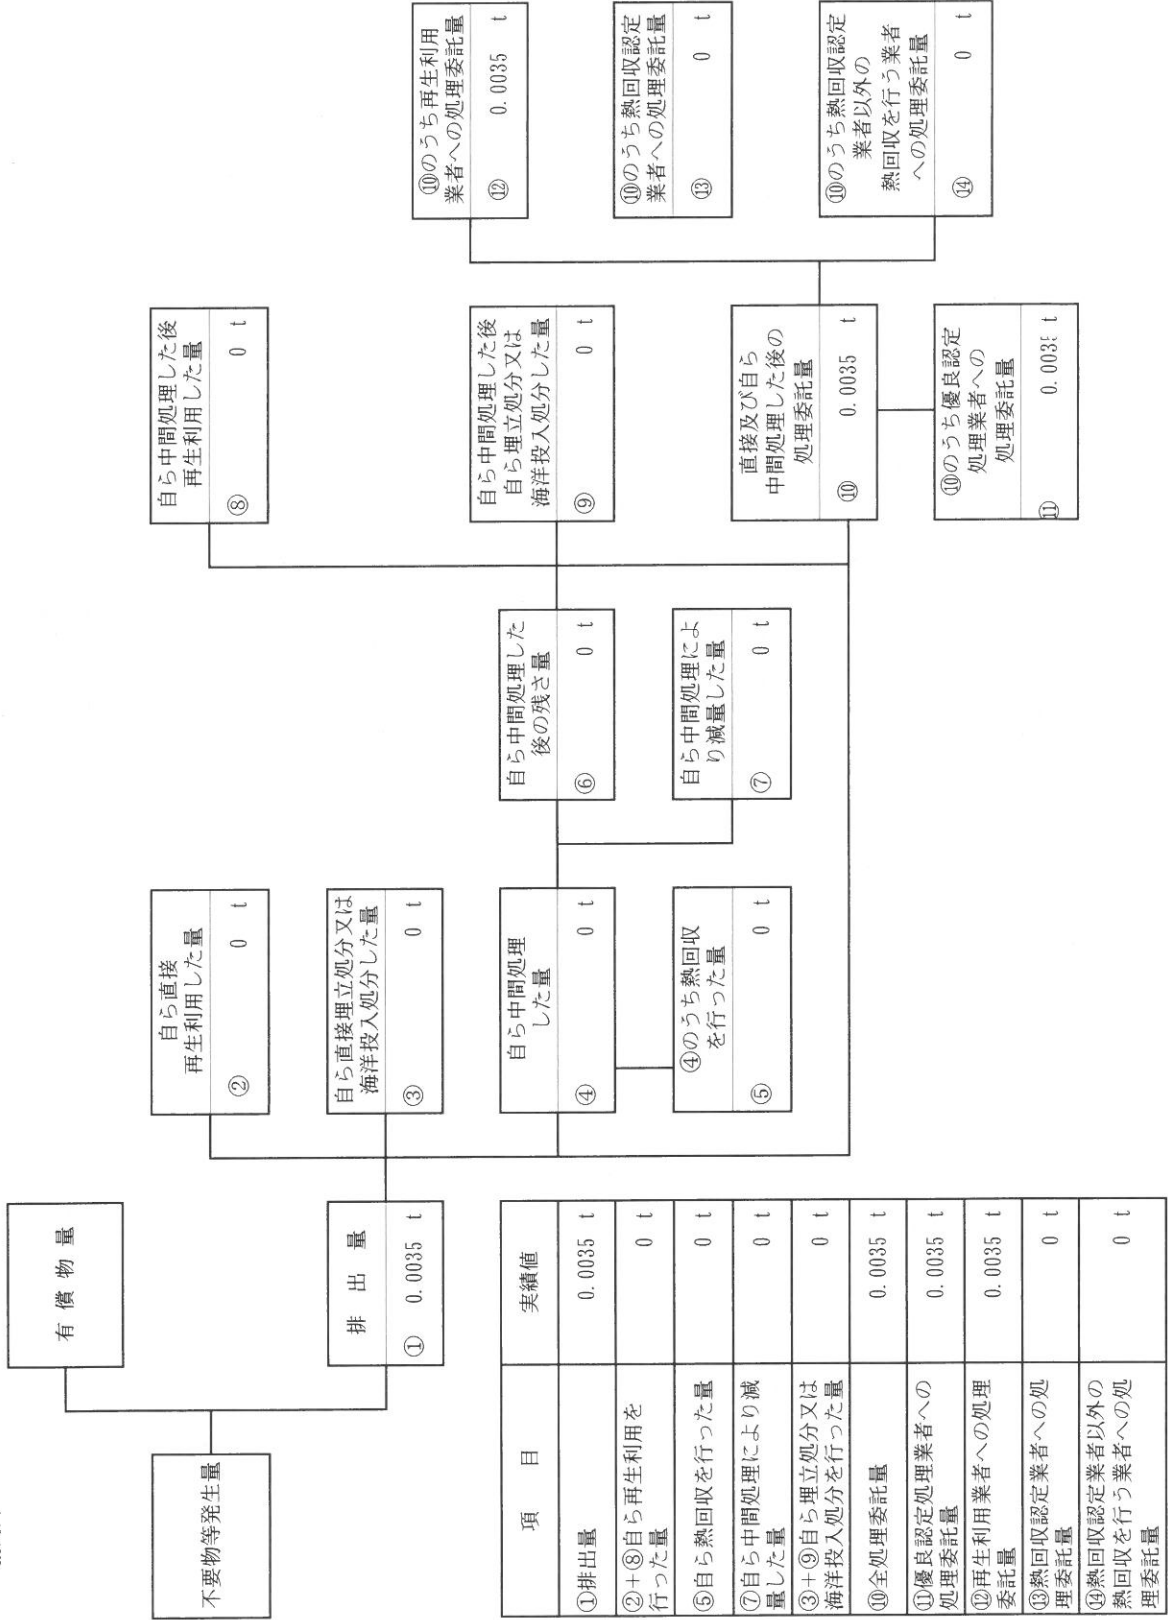 不要物等発生量
有 償 物 量
排 出 量
① 0.0035 t
自ら直接
再生利用した量
② 0 t
自ら直接埋立処分又は
海洋投入処分した量
③ 0 t
自ら中間処理
した量
④ 0 t
④のうち熱回収
を行った量
⑤ 0 t
自ら中間処理した
後の残さ量
⑥ 0 t
自ら中間処理によ
り減量した量
⑦ 0 t
自ら中間処理した後
再生利用した量
⑧ 0 t
自ら中間処理した後
自ら埋立処分又は
海洋投入処分した量
⑨ 0 t
直接及び自ら
中間処理した後の
処理委託量
⑩ 0.0035 t
⑩のうち優良認定
処理業者への
処理委託量
⑪ 0.003 t
⑩のうち再生利用
業者への処理委託量
⑫ 0.0035 t
⑩のうち熱回収認定
業者への処理委託量
⑬ 0 t
⑩のうち熱回収認定
業者以外の
熱回収を行う業者
への処理委託量
⑭ 0 t
項 目 実績値
①排出量 0.0035 t
②+⑧自ら再生利用を
行った量 0 t
⑤自ら熱回収を行った量 0 t
⑦自ら中間処理により減
量した量 0 t
③+⑨自ら埋立処分又は
海洋投入処分を行った量 0 t
⑩全処理委託量 0.0035 t
⑪優良認定処理業者への
処理委託量 0.0035 t
⑫再生利用業者への処理
委託量 0.0035 t
⑬熱回収認定業者への処
理委託量 0 t
⑭熱回収認定業者以外の
熱回収を行う業者への処
理委託量 0 t